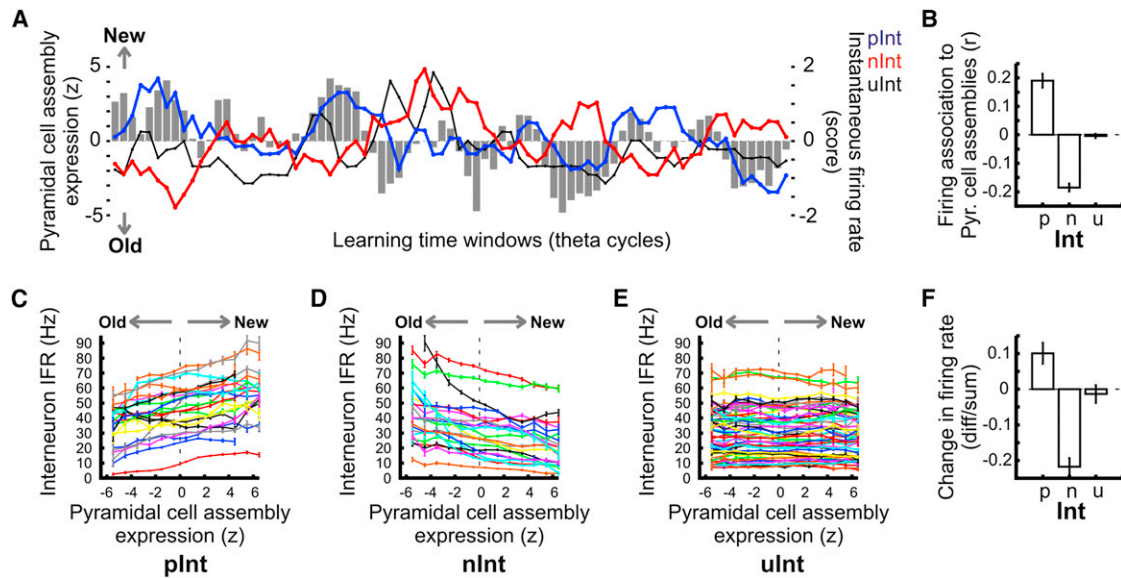 A
New
Old
Pyramidal cell assembly
expression (z)
5
0
-5
Learning time windows (theta cycles)
2
1
0
-1
-2
Instantaneous firing rate
(score)
pInt
nInt
uInt
B
Firing association to
Pyr. cell assemblies (r)
0.2
0.1
0
-0.1
-0.2
p n u
Int
C
Old New
Interneuron IFR (Hz)
90
80
70
60
50
40
30
20
10
0
-6 -4 -2 0 2 4 6
Pyramidal cell assembly
expression (z)
pInt
D
Old New
Interneuron IFR (Hz)
90
80
70
60
50
40
30
20
10
0
-6 -4 -2 0 2 4 6
Pyramidal cell assembly
expression (z)
nInt
E
Old New
Interneuron IFR (Hz)
90
80
70
60
50
40
30
20
10
0
-6 -4 -2 0 2 4 6
Pyramidal cell assembly
expression (z)
uInt
F
Change in firing rate
(diff/sum)
0.1
0
-0.2
p n u
Int